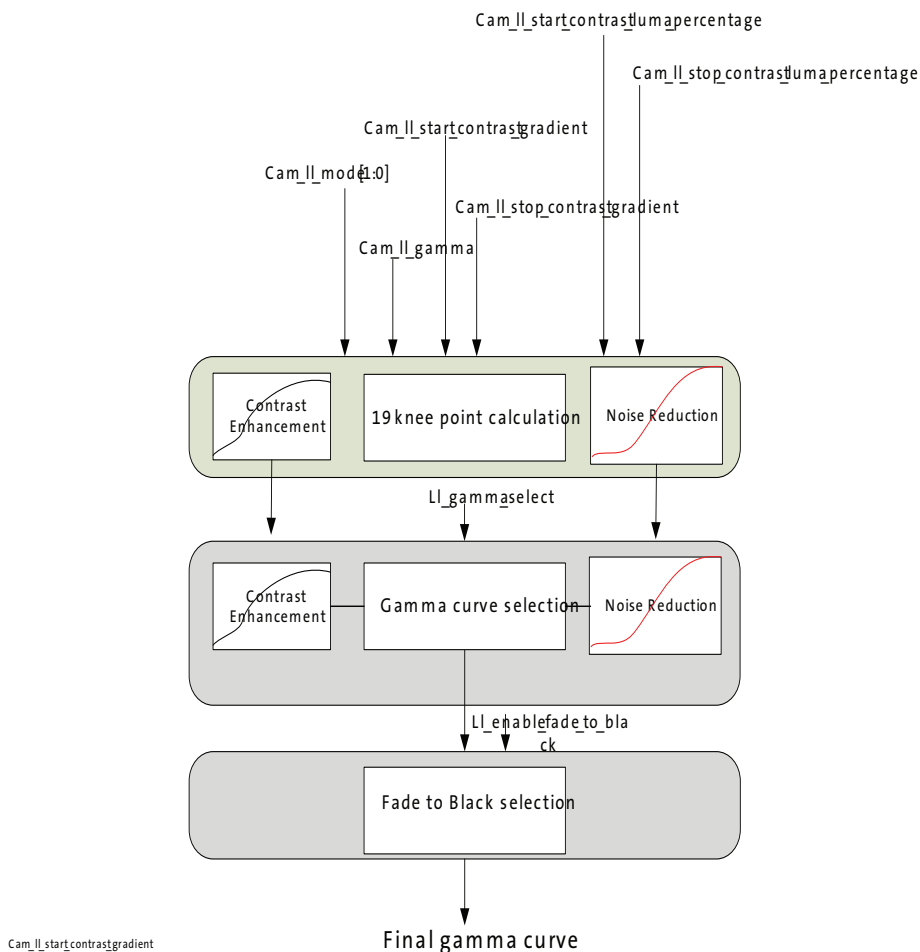 Cam_ll_start_contrast_luma_percentage
Cam_ll_stop_contrast_luma_percentage
Cam_ll_start_contrast_gradient
Cam_ll_mode[1:0]
Cam_ll_stop_contrast_gradient
Cam_ll_gamma
Contrast
Enhancement
19 knee point calculation
Noise Reduction
Ll_gamma_select
Contrast
Enhancement
Gamma curve selection
Noise Reduction
Ll_enable_fade_to_bla
ck
Fade to Black selection
Final gamma curve
Cam_ll_start_contrast_gradient